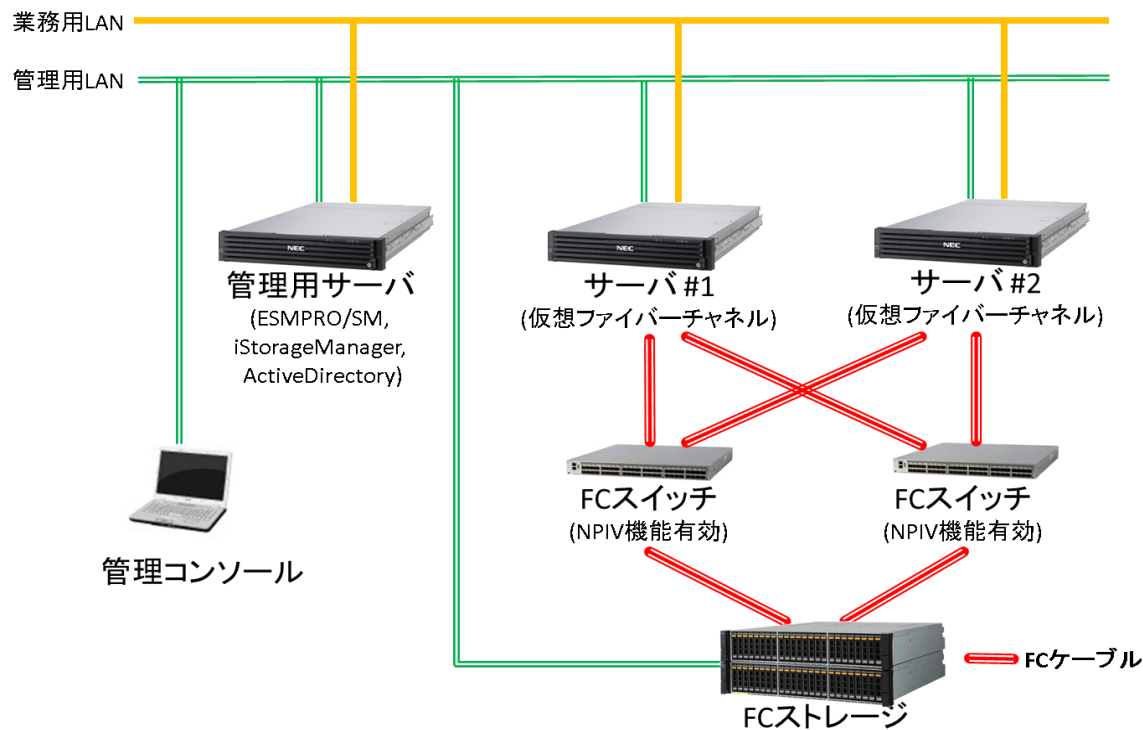 業務用LAN
管理用LAN
NEC
NEC
NEC
管理用サーバ
(ESMPRO/SM,
iStorageManager,
ActiveDirectory)
サーバ #1
(仮想ファイバーチャネル)
サーバ #2
(仮想ファイバーチャネル)
FCスイッチ
(NPIV機能有効)
FCスイッチ
(NPIV機能有効)
管理コンソール
FCケーブル
FCストレージ